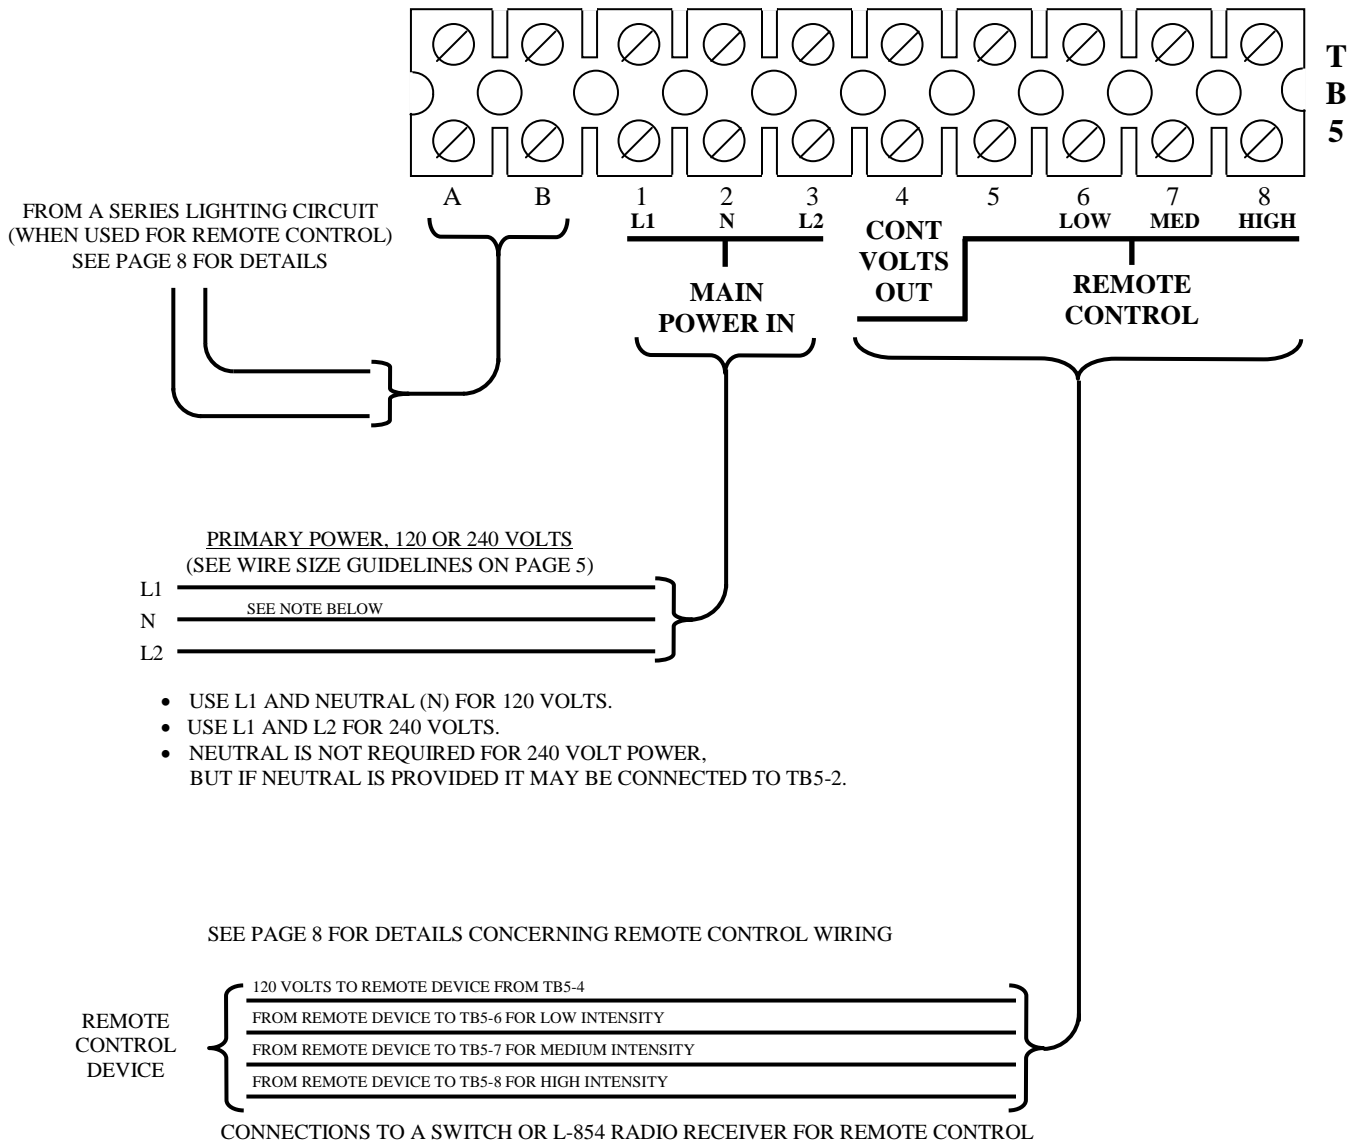 T
B
5
A B 1 2 3 4 5 6 7 8
L1 N L2 LOW MED HIGH
FROM A SERIES LIGHTING CIRCUIT
(WHEN USED FOR REMOTE CONTROL)
SEE PAGE 8 FOR DETAILS
CONT
VOLTS
OUT
MAIN
POWER IN
REMOTE
CONTROL
PRIMARY POWER, 120 OR 240 VOLTS
(SEE WIRE SIZE GUIDELINES ON PAGE 5)
L1
N SEE NOTE BELOW
L2
• USE L1 AND NEUTRAL (N) FOR 120 VOLTS.
• USE L1 AND L2 FOR 240 VOLTS.
• NEUTRAL IS NOT REQUIRED FOR 240 VOLT POWER,
BUT IF NEUTRAL IS PROVIDED IT MAY BE CONNECTED TO TB5-2.
SEE PAGE 8 FOR DETAILS CONCERNING REMOTE CONTROL WIRING
REMOTE
CONTROL
DEVICE
120 VOLTS TO REMOTE DEVICE FROM TB5-4
FROM REMOTE DEVICE TO TB5-6 FOR LOW INTENSITY
FROM REMOTE DEVICE TO TB5-7 FOR MEDIUM INTENSITY
FROM REMOTE DEVICE TO TB5-8 FOR HIGH INTENSITY
CONNECTIONS TO A SWITCH OR L-854 RADIO RECEIVER FOR REMOTE CONTROL